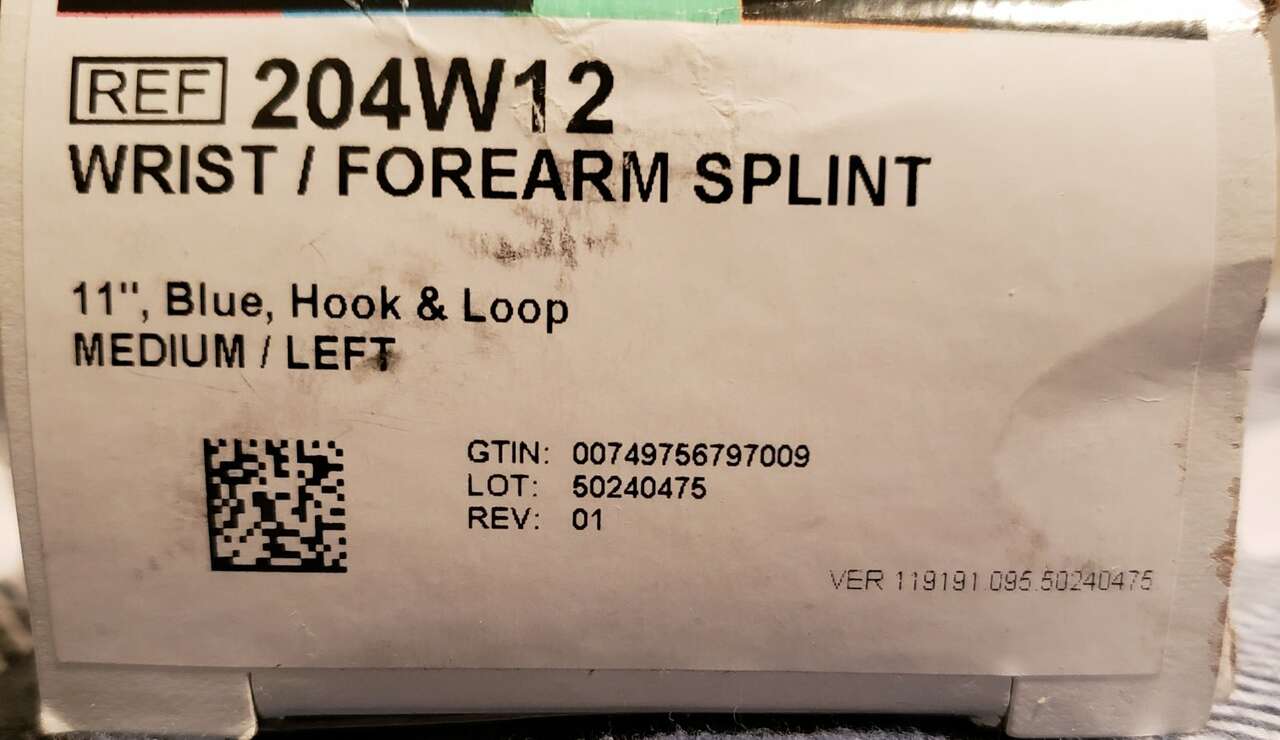 REF 204W12
WRIST / FOREARM SPLINT
11", Blue, Hook & Loop
MEDIUM / LEFT
GTIN: 00749756797009
LOT: 50240475
REV: 01
VER 119191.095.50240475